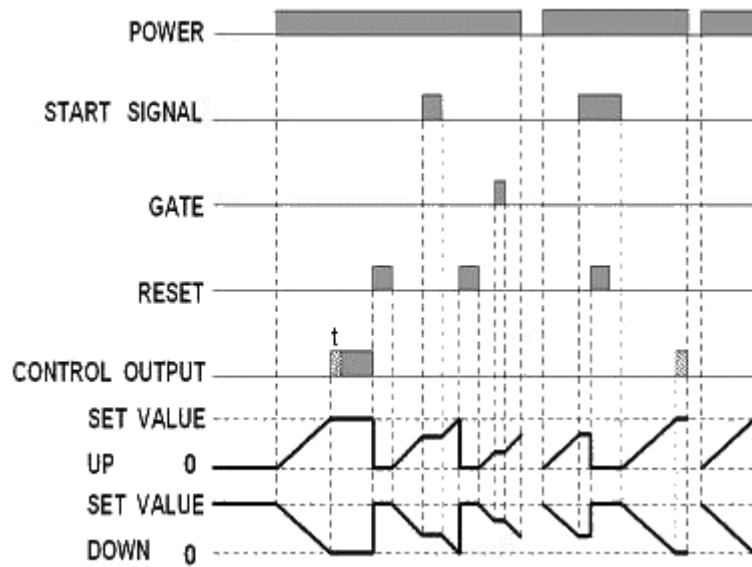 POWER
START SIGNAL
GATE
RESET
t
CONTROL OUTPUT
SET VALUE
UP 0
SET VALUE
DOWN 0